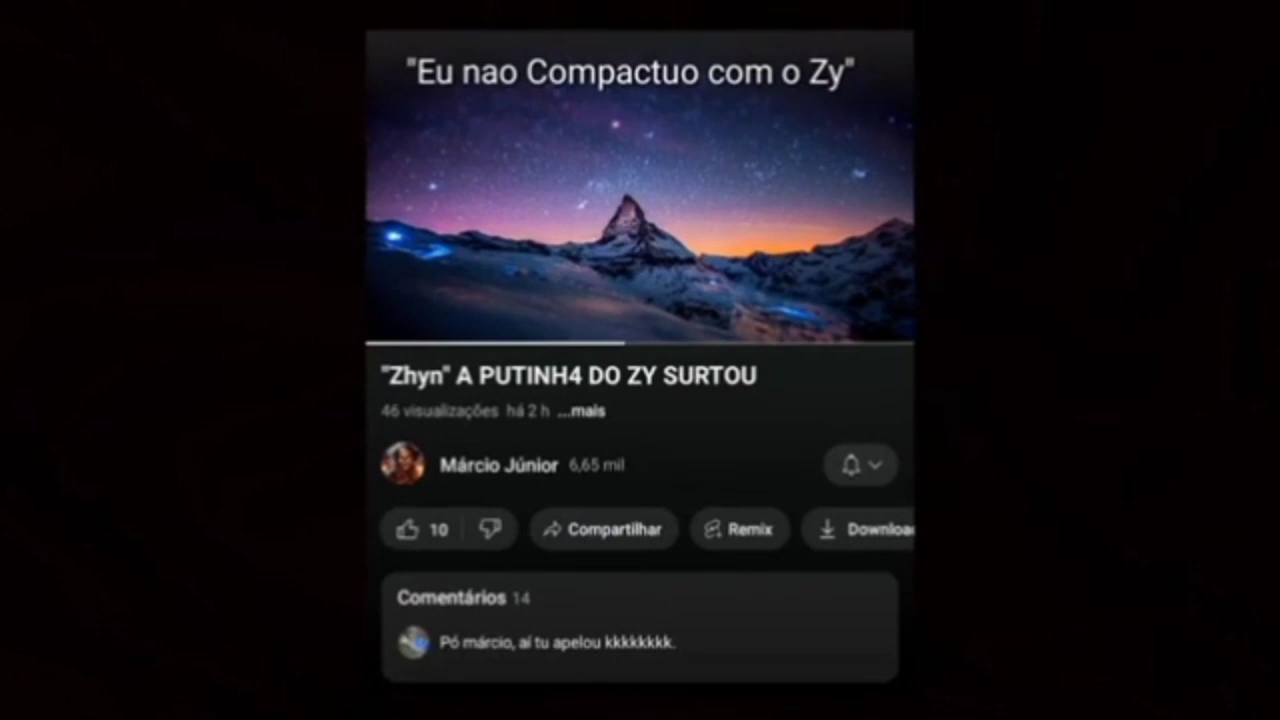 "Eu nao Compactuo com o Zy"
"Zhyn" A PUTINH4 DO ZY SURTOU
46 visualizações há 2 h ...mais
Márcio Júnior 6,65 mil
10 Compartilhar Remix Downloa
Comentários 14
Pó márcio, aí tu apelou kkkkkkkk.